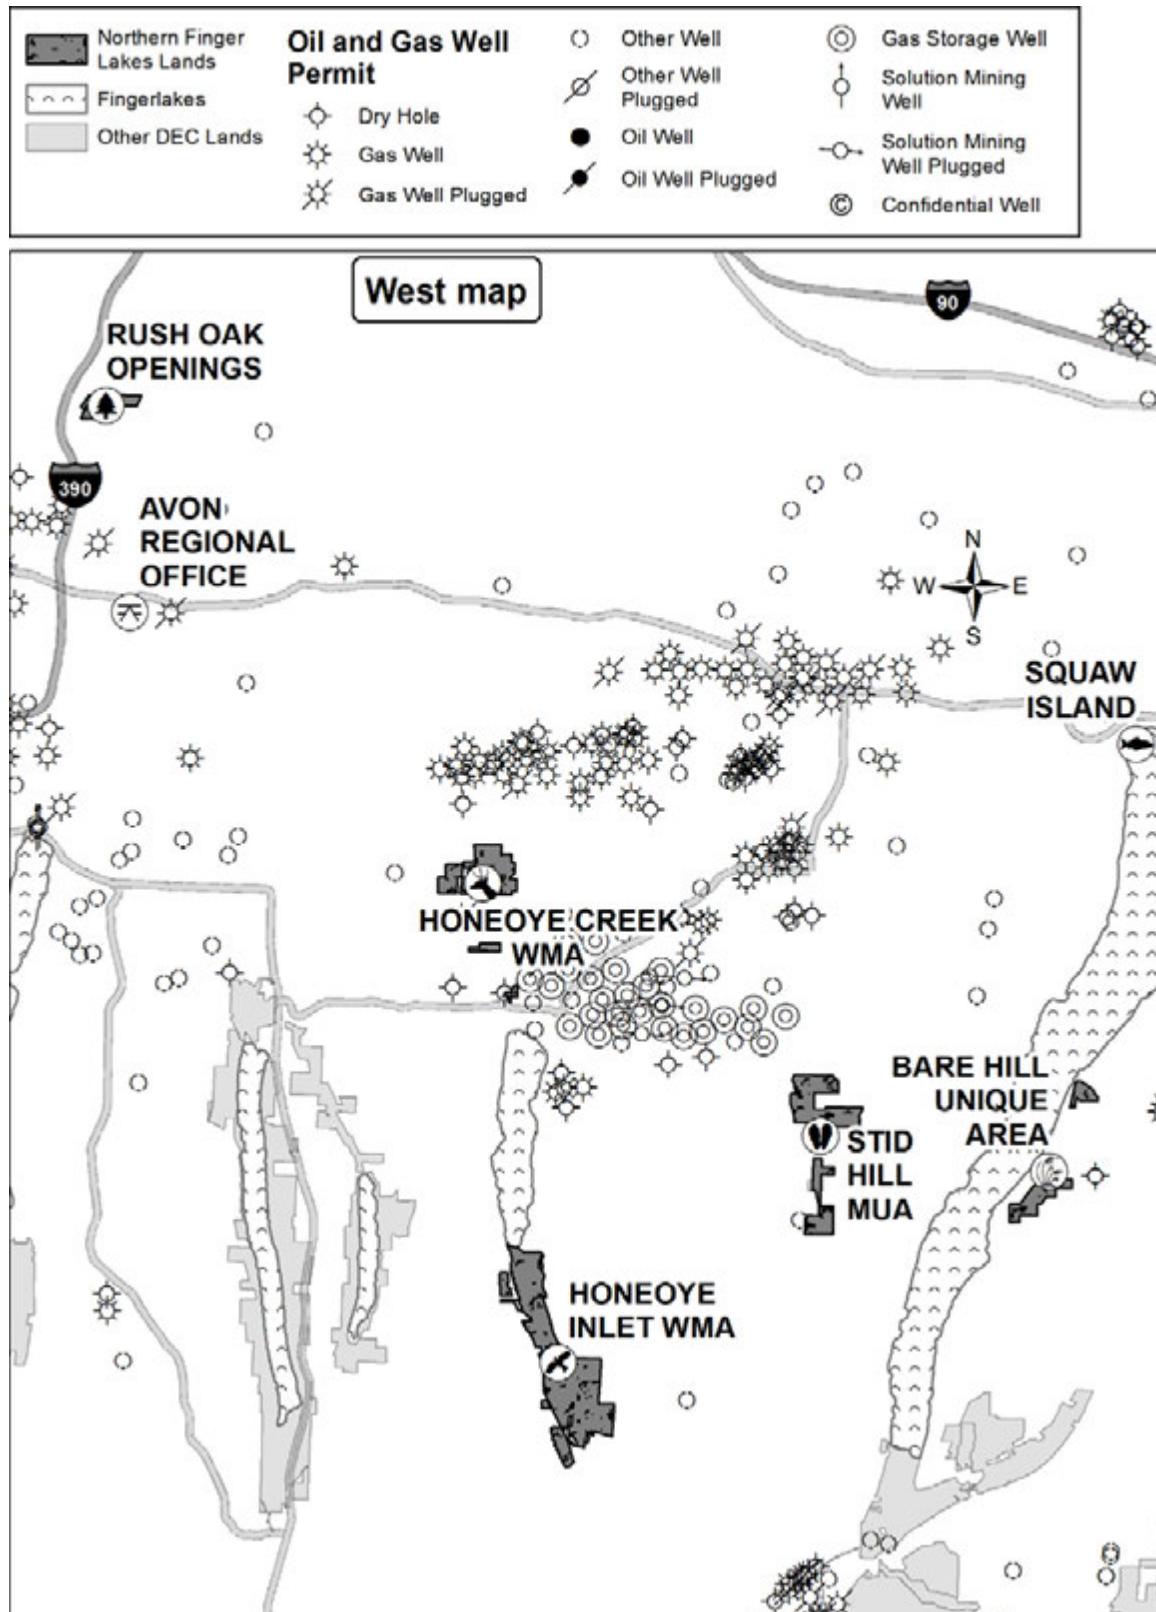 Northern Finger
Lakes Lands
Fingerlakes
Other DEC Lands
Oil and Gas Well
Permit
Dry Hole
Gas Well
Gas Well Plugged
Other Well
Other Well
Plugged
Oil Well
Oil Well Plugged
Gas Storage Well
Solution Mining
Well
Solution Mining
Well Plugged
C
Confidential Well
West map
90
RUSH OAK
OPENINGS
390
AVON
REGIONAL
OFFICE
N
W E
S
SQUAW
ISLAND
HONEOYE CREEK
WMA
BARE HILL
UNIQUE
AREA
STID
HILL
MUA
HONEOYE
INLET WMA